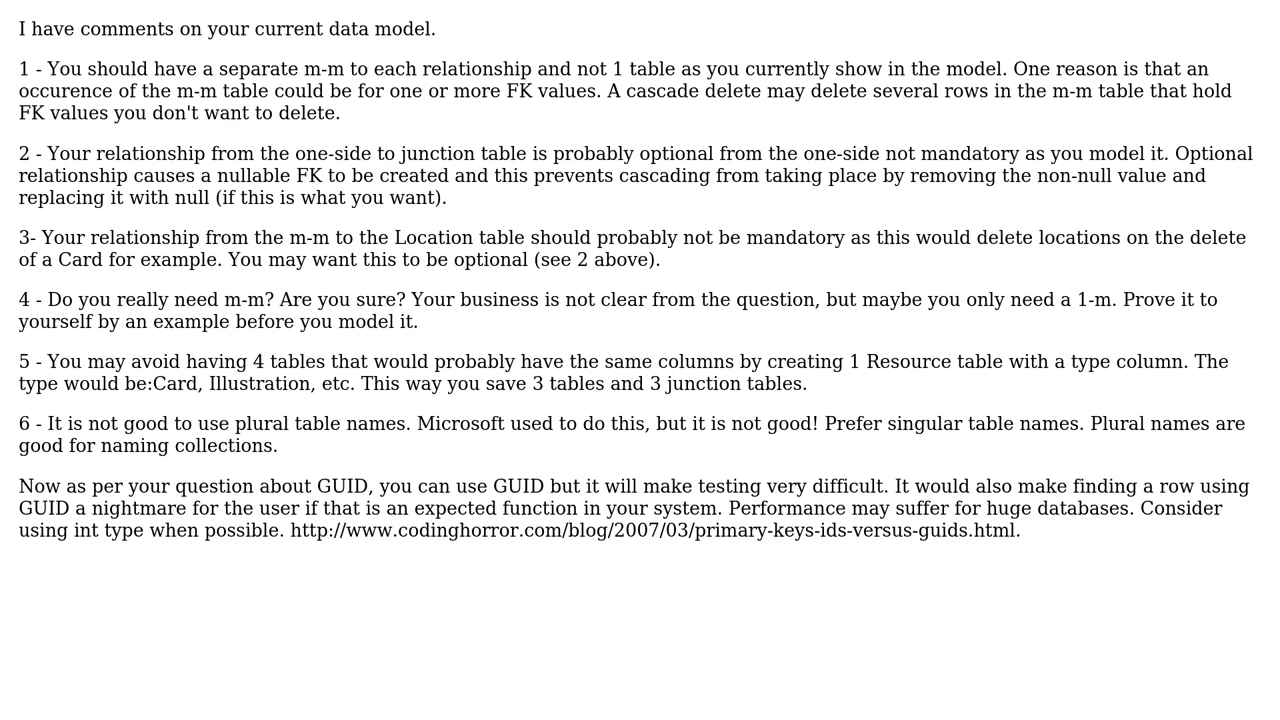 I have comments on your current data model.
1 - You should have a separate m-m to each relationship and not 1 table as you currently show in the model. One reason is that an
occurence of the m-m table could be for one or more FK values. A cascade delete may delete several rows in the m-m table that hold
FK values you don't want to delete.
2 - Your relationship from the one-side to junction table is probably optional from the one-side not mandatory as you model it. Optional
relationship causes a nullable FK to be created and this prevents cascading from taking place by removing the non-null value and
replacing it with null (if this is what you want).
3- Your relationship from the m-m to the Location table should probably not be mandatory as this would delete locations on the delete
of a Card for example. You may want this to be optional (see 2 above).
4 - Do you really need m-m? Are you sure? Your business is not clear from the question, but maybe you only need a 1-m. Prove it to
yourself by an example before you model it.
5 - You may avoid having 4 tables that would probably have the same columns by creating 1 Resource table with a type column. The
type would be:Card, Illustration, etc. This way you save 3 tables and 3 junction tables.
6 - It is not good to use plural table names. Microsoft used to do this, but it is not good! Prefer singular table names. Plural names are
good for naming collections.
Now as per your question about GUID, you can use GUID but it will make testing very difficult. It would also make finding a row using
GUID a nightmare for the user if that is an expected function in your system. Performance may suffer for huge databases. Consider
using int type when possible. http://www.codinghorror.com/blog/2007/03/primary-keys-ids-versus-guids.html.